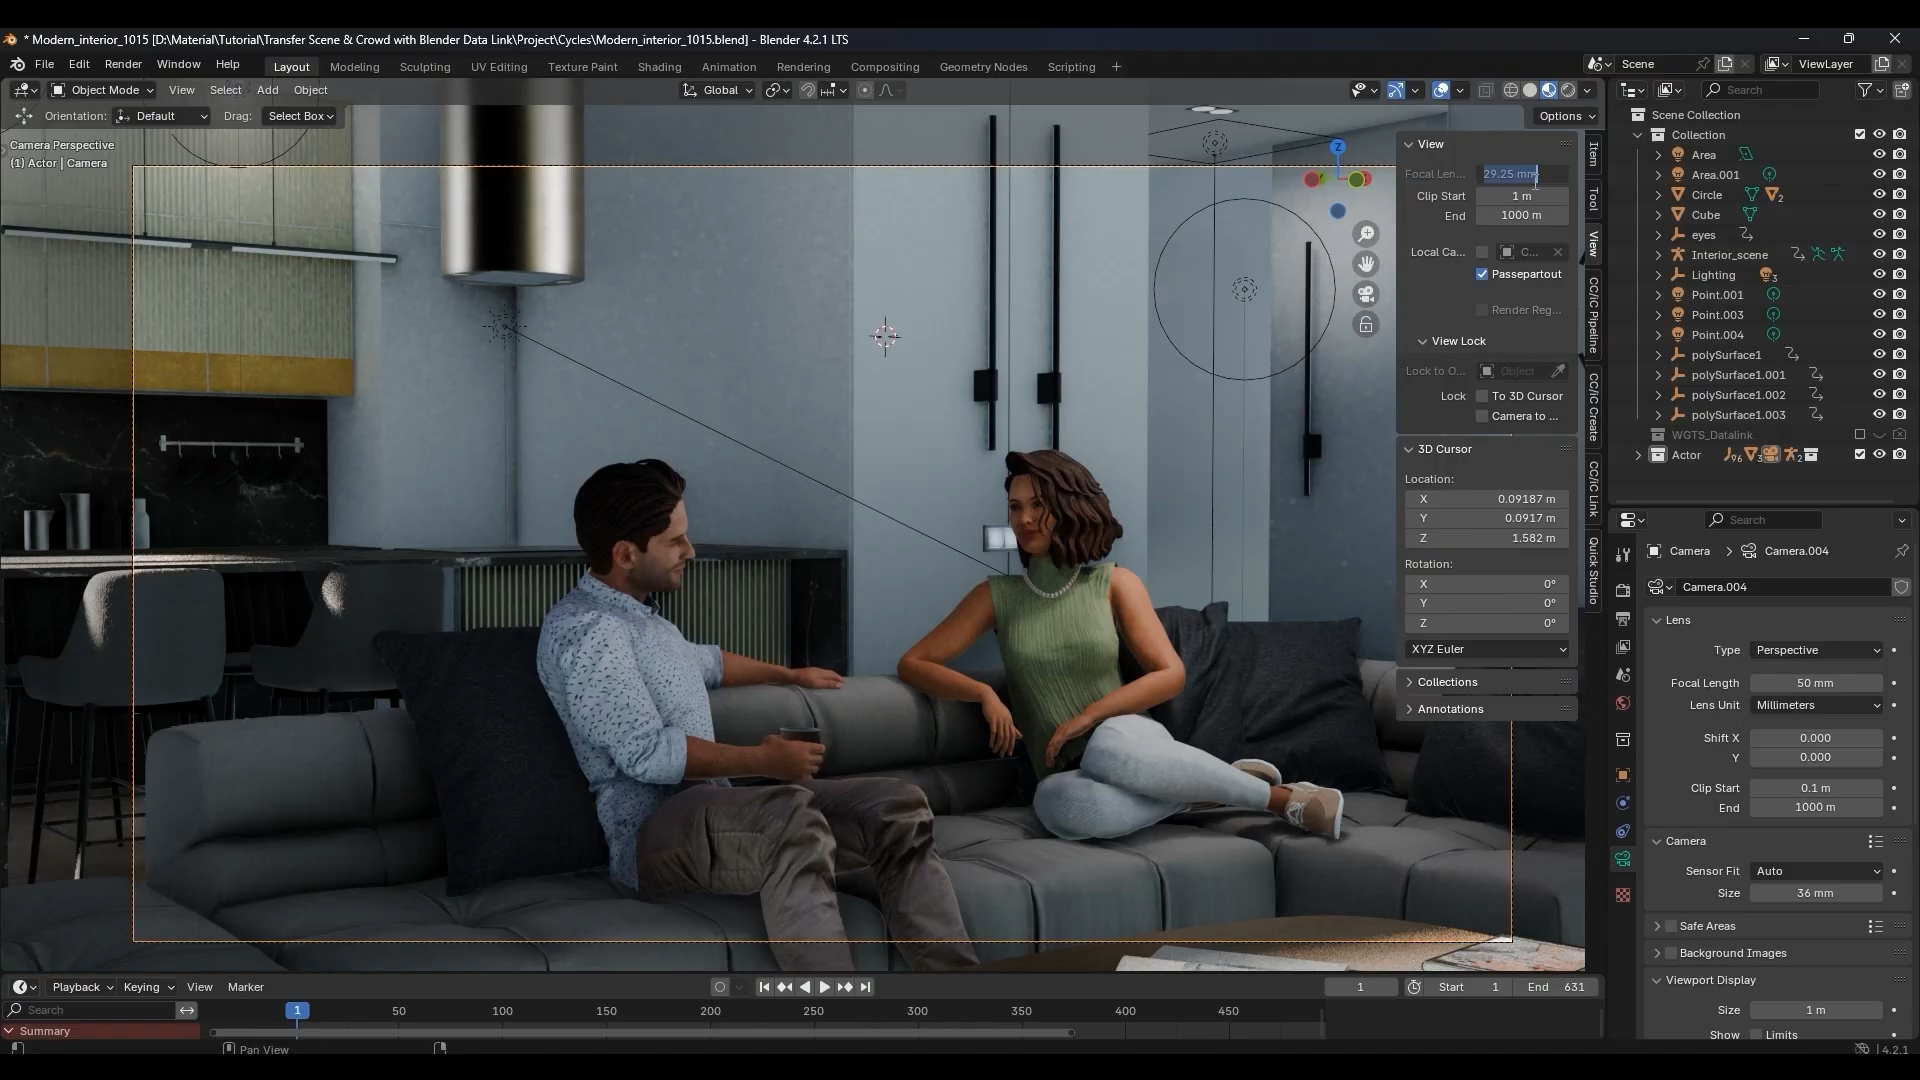 * Modern_interior_1015 [D:\Material\Tutorial\Transfer Scene & Crowd with Blender Data Link\Project\Cycles\Modern_interior_1015.blend] - Blender 4.2.1 LTS
File Edit Render Window Help Layout Modeling Sculpting UV Editing Texture Paint Shading Animation Rendering Compositing Geometry Nodes Scripting + Scene ViewLayer
Object Mode View Select Add Object Global Search
Orientation: Default Drag: Select Box Options
Camera Perspective
(1) Actor | Camera
Z
View
Focal Len... 29.25 mm
Clip Start 1 m
End 1000 m
Local Ca... C...
Passepartout
Render Reg...
View Lock
Lock to O... Object
Lock To 3D Cursor
Camera to ...
3D Cursor
Location:
X 0.09187 m
Y 0.0917 m
Z 1.582 m
Rotation:
X 0°
Y 0°
Z 0°
XYZ Euler
Collections
Annotations
Item
Tool
View
CC/iC Pipeline
CC/iC Create
CC/iC Link
Quick Studio
Scene Collection
Collection
Area
Area.001
Circle 2
Cube
eyes
Interior_scene
Lighting 3
Point.001
Point.003
Point.004
polySurface1
polySurface1.001
polySurface1.002
polySurface1.003
WGTS_Datalink
Actor 96 3 2
Search
Camera Camera.004
Camera.004
Lens
Type Perspective
Focal Length 50 mm
Lens Unit Millimeters
Shift X 0.000
Y 0.000
Clip Start 0.1 m
End 1000 m
Camera
Sensor Fit Auto
Size 36 mm
Safe Areas
Background Images
Viewport Display
Size 1 m
Show Limits
Playback Keying View Marker 1 Start 1 End 631
Search 1 50 100 150 200 250 300 350 400 450
Summary
Pan View 4.2.1